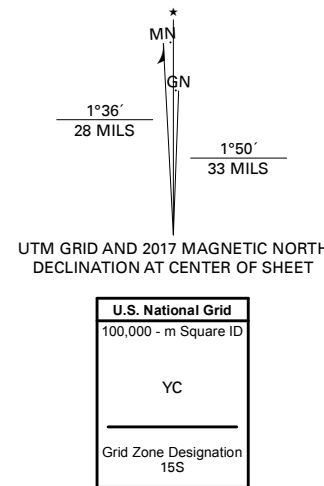 ★
MN
GN
1°36´
28 MILS
1°50´
33 MILS
UTM GRID AND 2017 MAGNETIC NORTH
DECLINATION AT CENTER OF SHEET
U.S. National Grid
100,000 - m Square ID
YC
Grid Zone Designation
15S